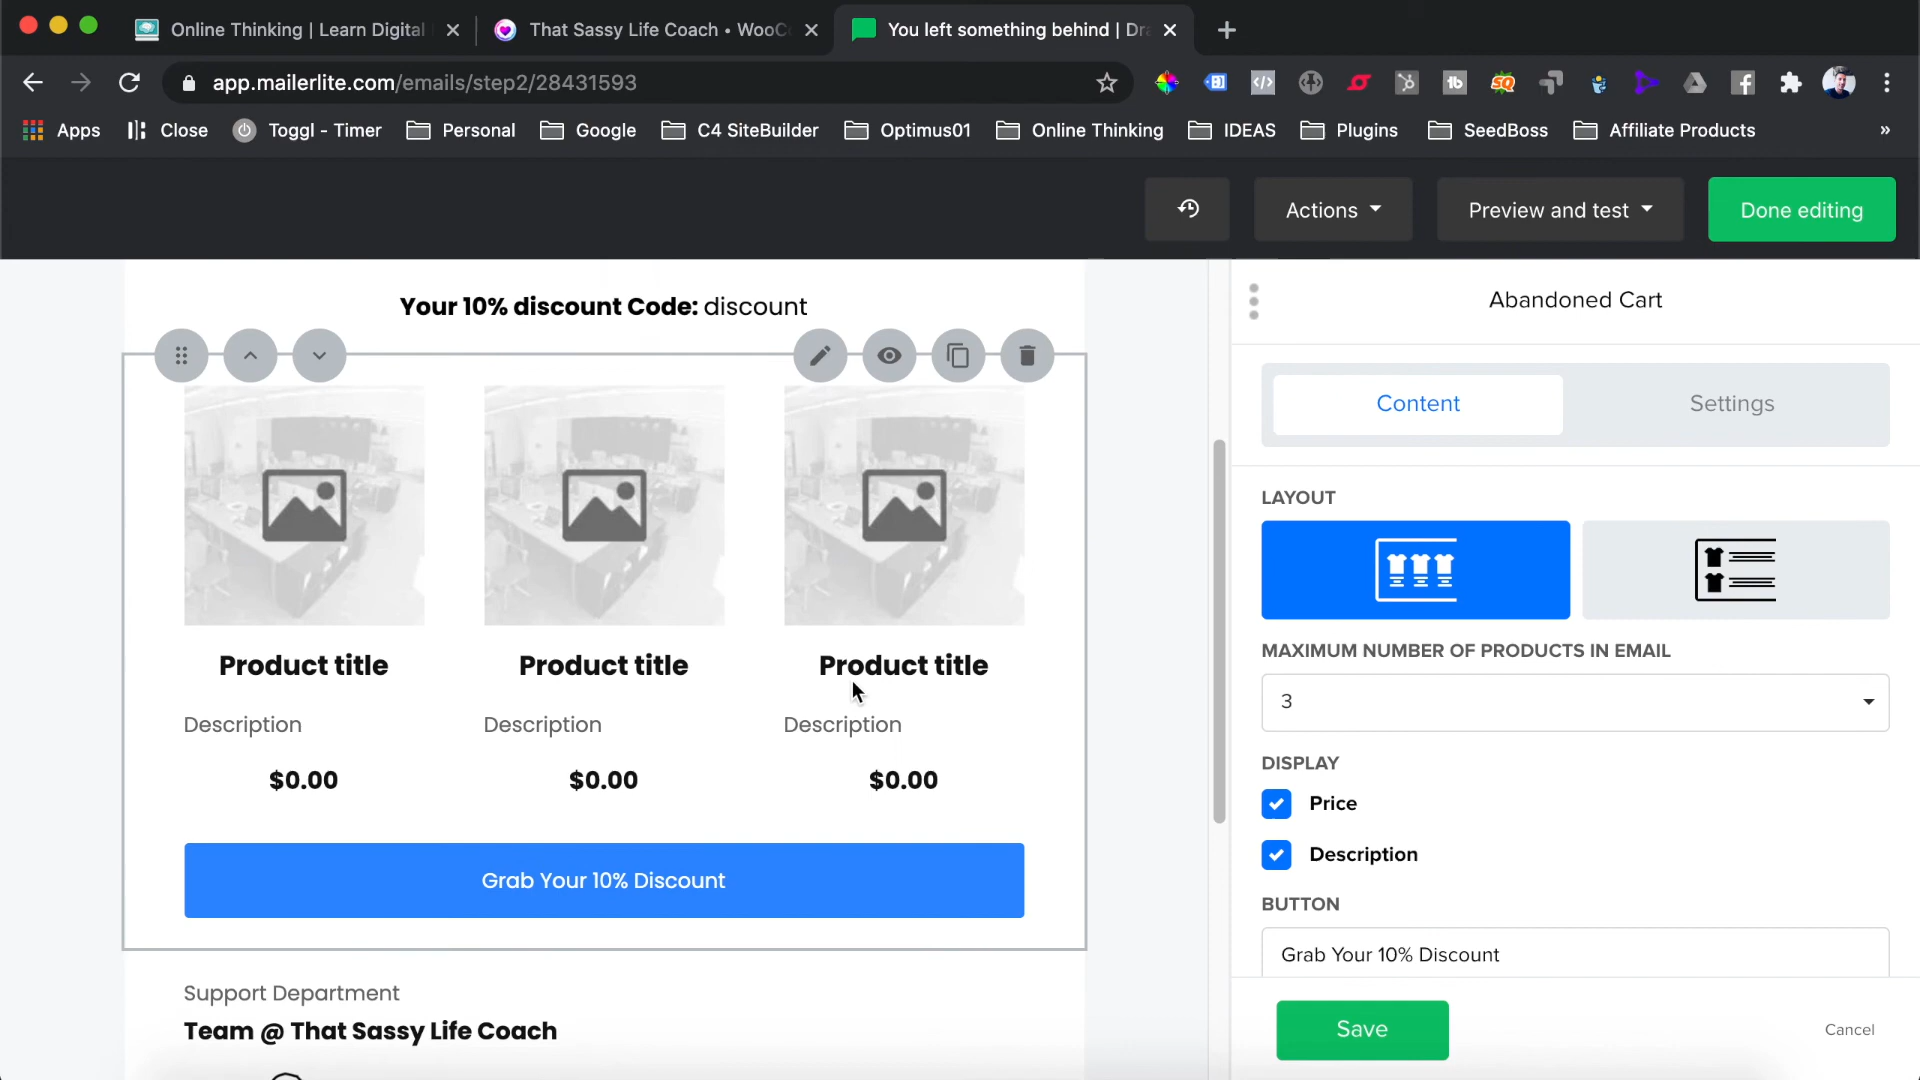 Online Thinking | Learn Digital
That Sassy Life Coach • WooC
You left something behind | Dra
app.mailerlite.com/emails/step2/28431593
Apps
Close
Toggl - Timer
Personal
Google
C4 SiteBuilder
Optimus01
Online Thinking
IDEAS
Plugins
SeedBoss
Affiliate Products
»
Actions
Preview and test
Done editing
Your 10% discount Code: discount
Product title
Product title
Product title
Description
Description
Description
$0.00
$0.00
$0.00
Grab Your 10% Discount
Support Department
Team @ That Sassy Life Coach
Abandoned Cart
Content
Settings
LAYOUT
MAXIMUM NUMBER OF PRODUCTS IN EMAIL
3
DISPLAY
Price
Description
BUTTON
Grab Your 10% Discount
Save
Cancel